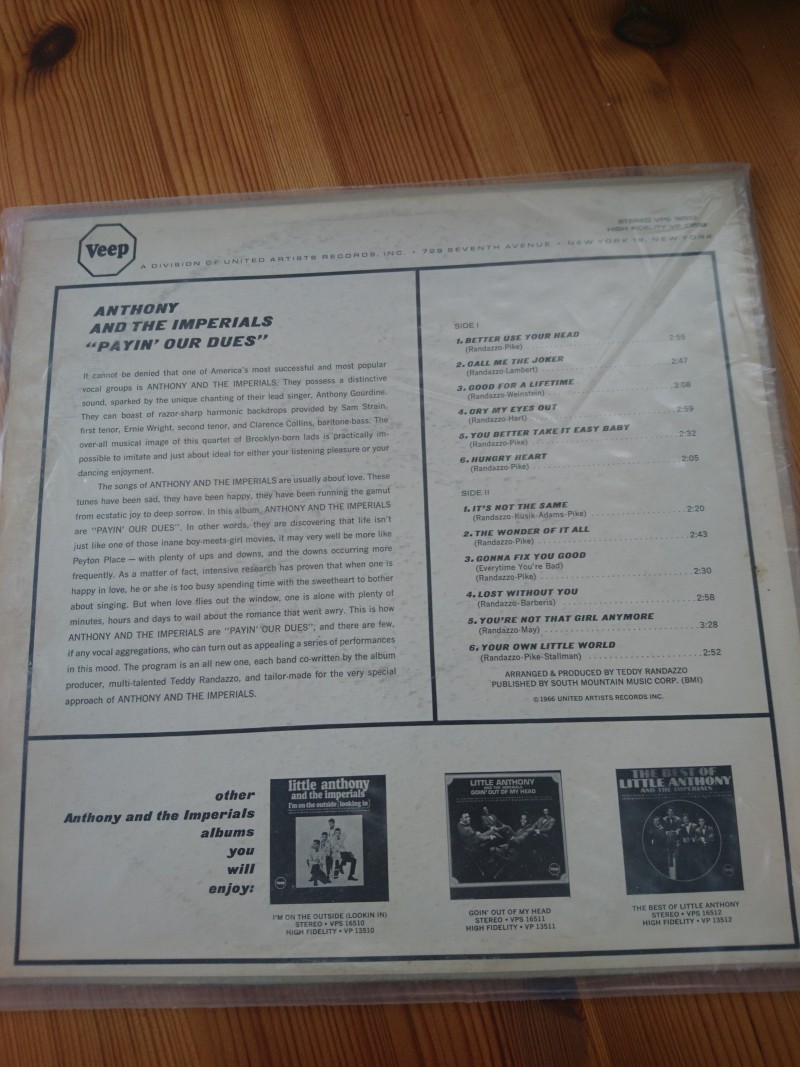 Veep
A DIVISION OF UNITED ARTISTS RECORDS, INC. • 729 SEVENTH AVENUE • NEW YORK 19, NEW YORK
STEREO VPS
HIGH FIDELITY VP
ANTHONY
AND THE IMPERIALS
"PAYIN' OUR DUES"
It cannot be denied that one of America's most successful and most popular
vocal groups is ANTHONY AND THE IMPERIALS. They possess a distinctive
sound, sparked by the unique chanting of their lead singer, Anthony Gourdine.
They can boast of razor-sharp harmonic backdrops provided by Sam Strain,
first tenor, Ernie Wright, second tenor, and Clarence Collins, baritone-bass. The
over-all musical image of this quartet of Brooklyn-born lads is practically im-
possible to imitate and just about ideal for either your listening pleasure or your
dancing enjoyment.
The songs of ANTHONY AND THE IMPERIALS are usually about love. These
tunes have been sad, they have been happy, they have been running the gamut
from ecstatic joy to deep sorrow. In this album, ANTHONY AND THE IMPERIALS
are "PAYIN' OUR DUES". In other words, they are discovering that life isn't
just like one of those inane boy-meets-girl movies, it may very well be more like
Peyton Place — with plenty of ups and downs, and the downs occurring more
frequently. As a matter of fact, intensive research has proven that when one is
happy in love, he or she is too busy spending time with the sweetheart to bother
about singing. But when love flies out the window, one is alone with plenty of
minutes, hours and days to wail about the romance that went awry. This is how
ANTHONY AND THE IMPERIALS are "PAYIN' OUR DUES", and there are few,
if any vocal aggregations, who can turn out as appealing a series of performances
in this mood. The program is an all new one, each band co-written by the album
producer, multi-talented Teddy Randazzo, and tailor-made for the very special
approach of ANTHONY AND THE IMPERIALS.
SIDE I
1. BETTER USE YOUR HEAD
(Randazzo-Pike) 2:55
2. CALL ME THE JOKER
(Randazzo-Lambert) 2:47
3. GOOD FOR A LIFETIME
(Randazzo-Weinstein) 3:08
4. CRY MY EYES OUT
(Randazzo-Hart) 2:59
5. YOU BETTER TAKE IT EASY BABY
(Randazzo-Pike) 2:32
6. HUNGRY HEART
(Randazzo-Pike) 2:05
SIDE II
1. IT'S NOT THE SAME
(Randazzo-Kusik-Adams-Pike) 2:20
2. THE WONDER OF IT ALL
(Randazzo-Pike) 2:43
3. GONNA FIX YOU GOOD
(Everytime You're Bad)
(Randazzo-Pike) 2:30
4. LOST WITHOUT YOU
(Randazzo-Barberis) 2:58
5. YOU'RE NOT THAT GIRL ANYMORE
(Randazzo-May) 3:28
6. YOUR OWN LITTLE WORLD
(Randazzo-Pike-Stallman) 2:52
ARRANGED & PRODUCED BY TEDDY RANDAZZO
PUBLISHED BY SOUTH MOUNTAIN MUSIC CORP. (BMI)
© 1966 UNITED ARTISTS RECORDS INC.
other
Anthony and the Imperials
albums
you
will
enjoy:
little anthony
and the imperials
I'm on the outside (looking in)
I'M ON THE OUTSIDE (LOOKIN IN)
STEREO • VPS 16510
HIGH FIDELITY • VP 13510
LITTLE ANTHONY
AND THE IMPERIALS
GOIN' OUT OF MY HEAD
GOIN' OUT OF MY HEAD
STEREO • VPS 16511
HIGH FIDELITY • VP 13511
THE BEST OF
LITTLE ANTHONY
AND THE IMPERIALS
THE BEST OF LITTLE ANTHONY
STEREO • VPS 16512
HIGH FIDELITY • VP 13512